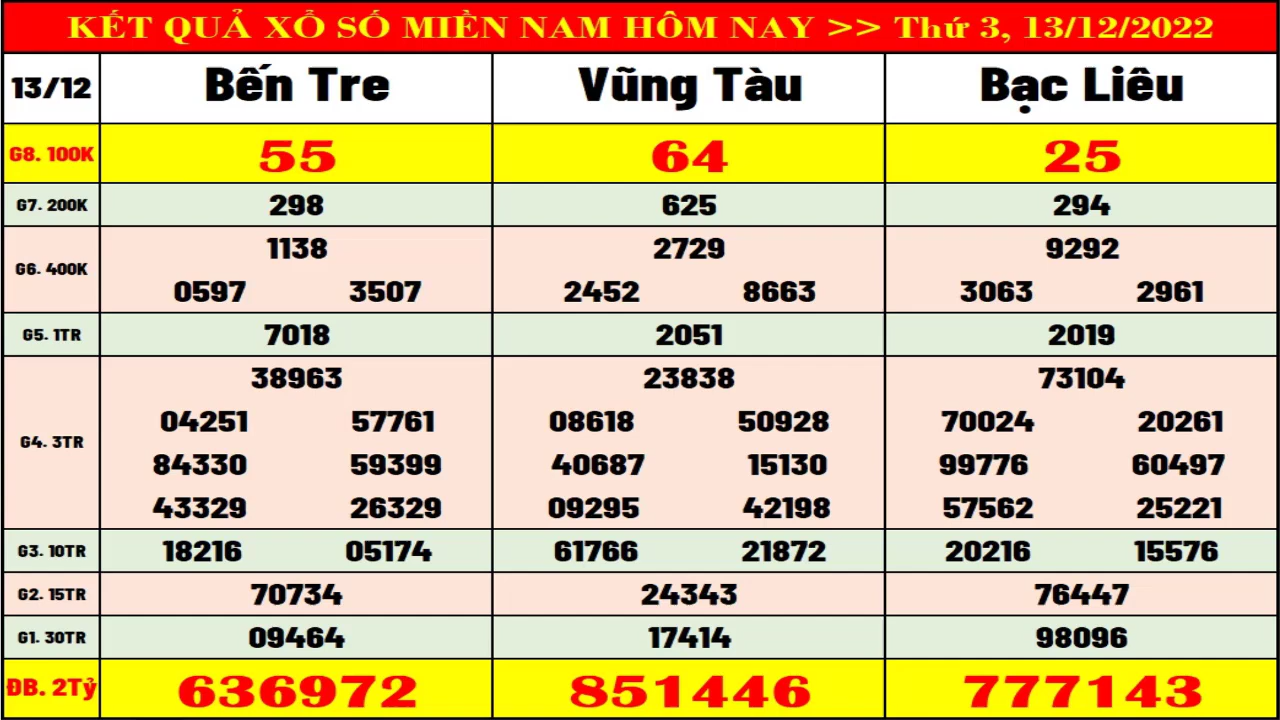 KẾT QUẢ XỔ SỐ MIỀN NAM HÔM NAY >> Thứ 3, 13/12/2022
13/12 Bến Tre Vũng Tàu Bạc Liêu
G8. 100K 55 64 25
G7. 200K 298 625 294
1138 2729 9292
G6. 400K
0597 3507 2452 8663 3063 2961
G5. 1TR 7018 2051 2019
38963 23838 73104
04251 57761 08618 50928 70024 20261
G4. 3TR
84330 59399 40687 15130 99776 60497
43329 26329 09295 42198 57562 25221
G3. 10TR 18216 05174 61766 21872 20216 15576
G2. 15TR 70734 24343 76447
G1. 30TR 09464 17414 98096
ĐB. 2Tỷ 636972 851446 777143